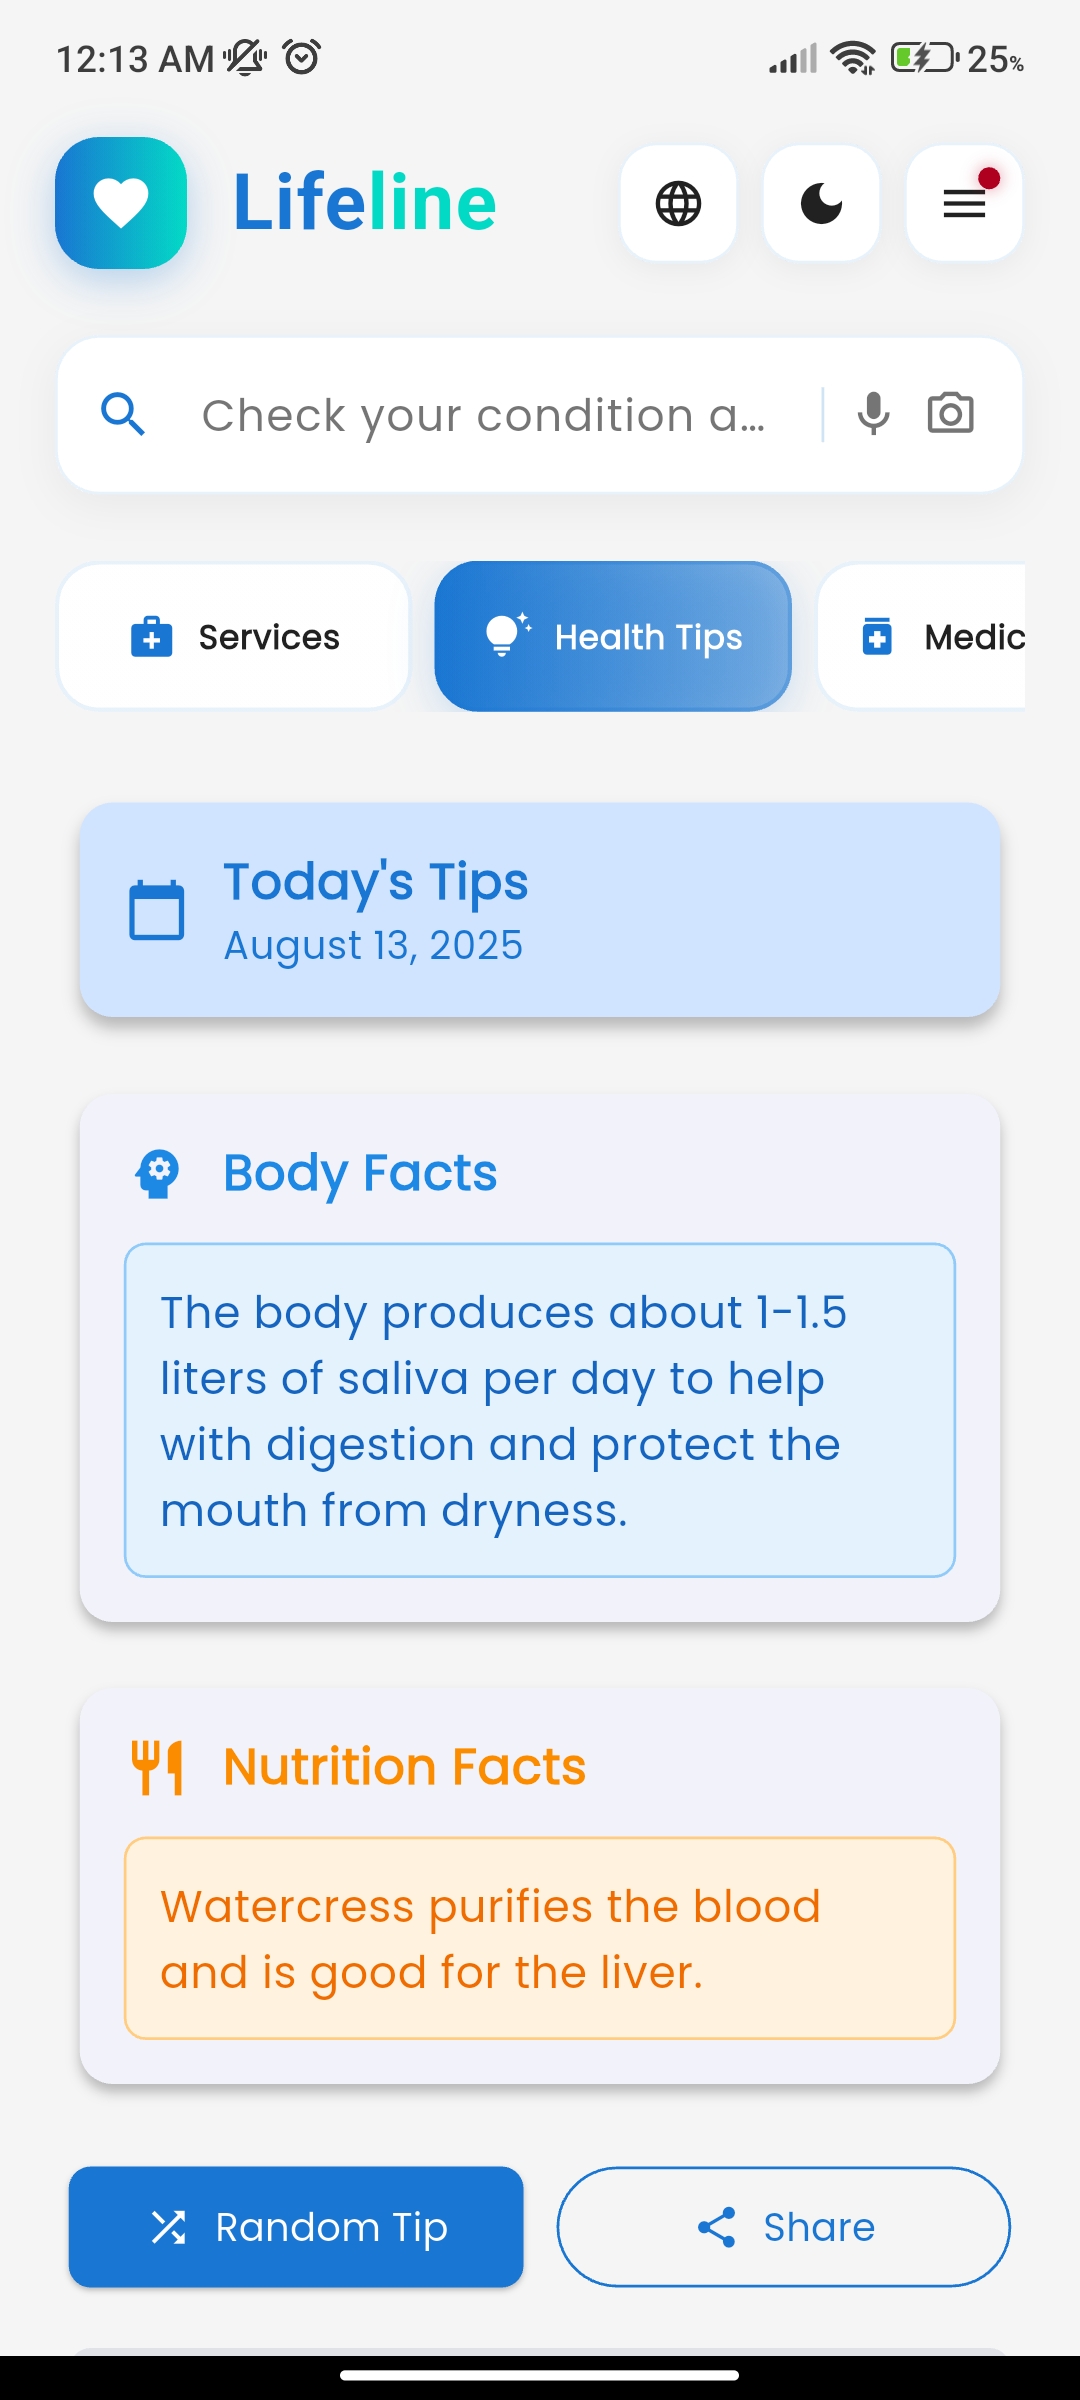 12:13 AM
25%
Lifeline
Check your condition a...
Services
Health Tips
Medic
Today's Tips
August 13, 2025
Body Facts
The body produces about 1-1.5
liters of saliva per day to help
with digestion and protect the
mouth from dryness.
Nutrition Facts
Watercress purifies the blood
and is good for the liver.
Random Tip
Share